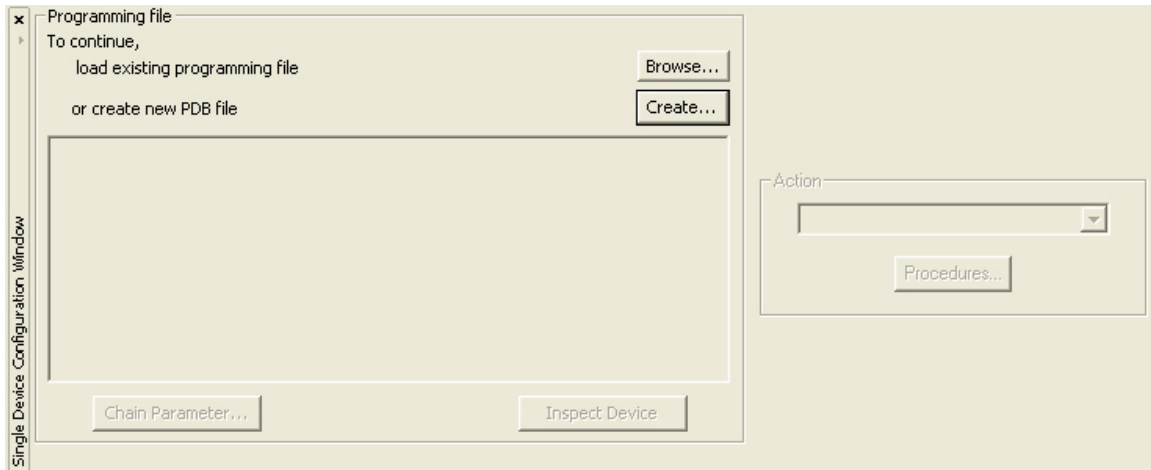 Single Device Configuration Window
Programming file
To continue,
load existing programming file
Browse...
or create new PDB file
Create...
Chain Parameter...
Inspect Device
Action
Procedures...